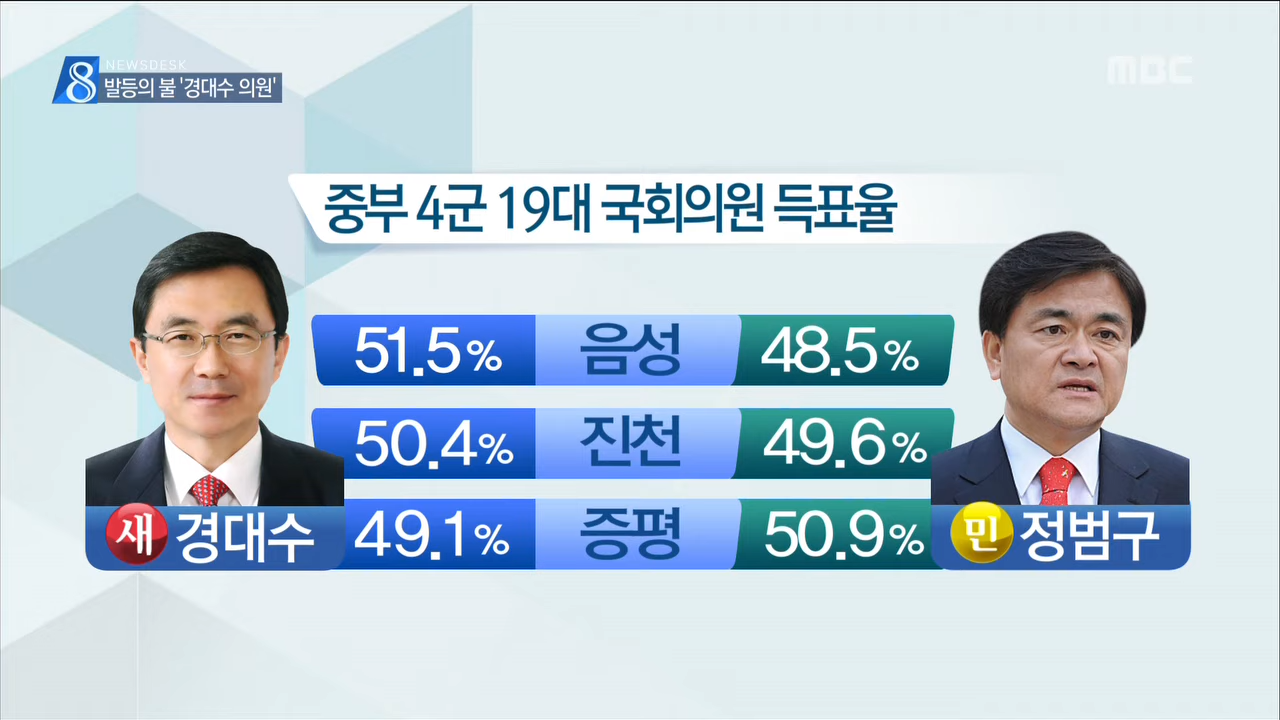 NEWSDESK
8 발등의 불 '경대수 의원'
MBC
중부 4군 19대 국회의원 득표율
51.5% 음성 48.5%
50.4% 진천 49.6%
49.1% 증평 50.9%
새 경대수
민 정범구